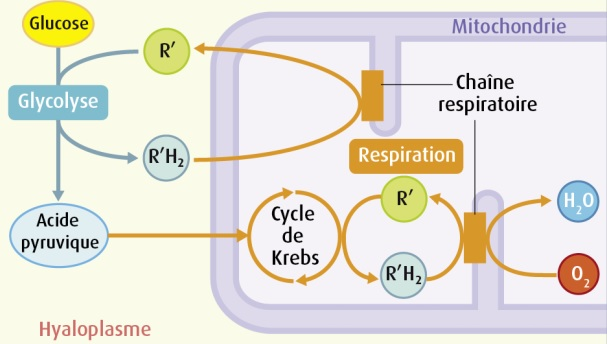 Glucose
R′
Mitochondrie
Glycolyse
Chaîne
respiratoire
R′H₂
Respiration
Acide
pyruvique
Cycle
de
Krebs
R′
H₂O
R′H₂
O₂
Hyaloplasme